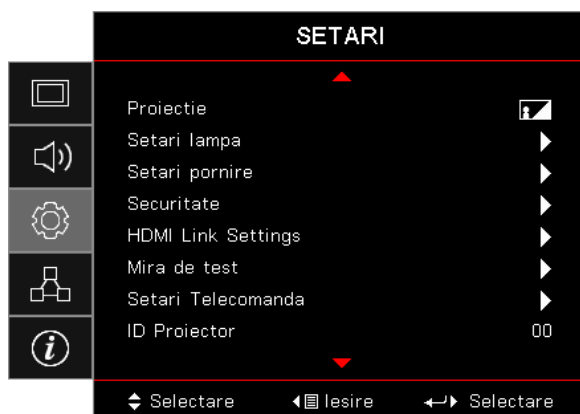 SETARI
Proiectie
Setari lampa
Setari pornire
Securitate
HDMI Link Settings
Mira de test
Setari Telecomanda
ID Proiector 00
Selectare Iesire Selectare